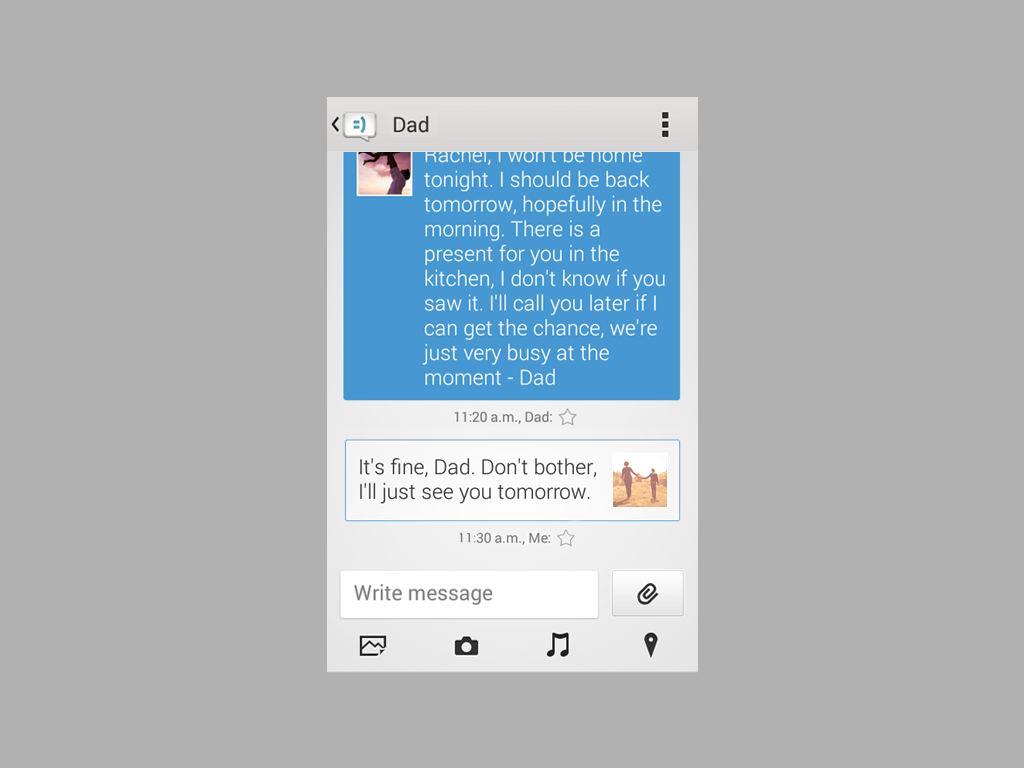 =)
Dad
Rachel, I won't be home
tonight. I should be back
tomorrow, hopefully in the
morning. There is a
present for you in the
kitchen, I don't know if you
saw it. I'll call you later if I
can get the chance, we're
just very busy at the
moment - Dad
11:20 a.m., Dad:
It's fine, Dad. Don't bother,
I'll just see you tomorrow.
11:30 a.m., Me:
Write message